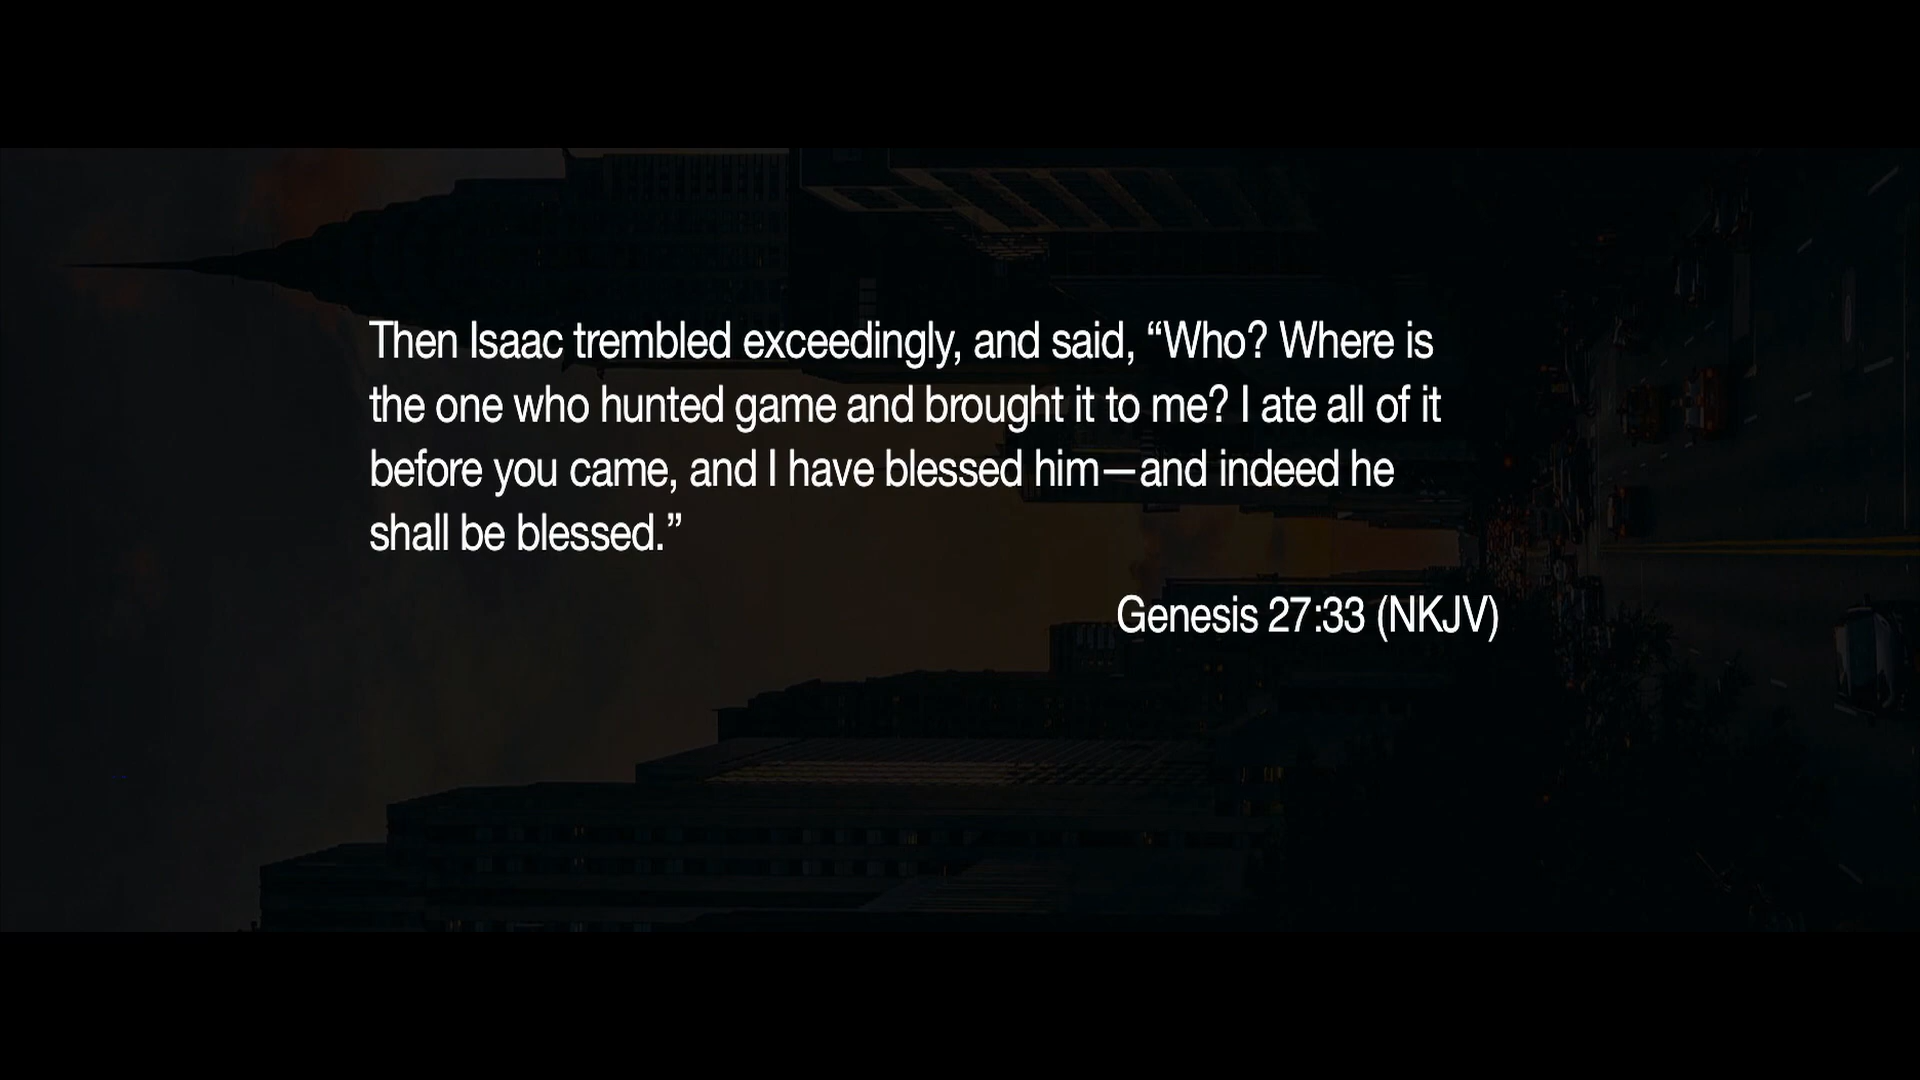 Then Isaac trembled exceedingly, and said, “Who? Where is
the one who hunted game and brought it to me? I ate all of it
before you came, and I have blessed him—and indeed he
shall be blessed.”
Genesis 27:33 (NKJV)